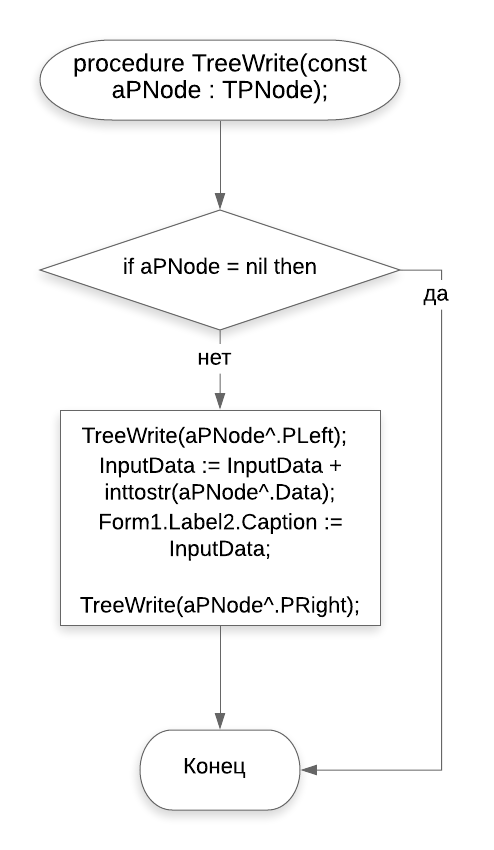 procedure TreeWrite(const
aPNode : TPNode);
if aPNode = nil then
да
нет
TreeWrite(aPNode^.PLeft);
InputData := InputData +
inttostr(aPNode^.Data);
Form1.Label2.Caption :=
InputData;
TreeWrite(aPNode^.PRight);
Конец